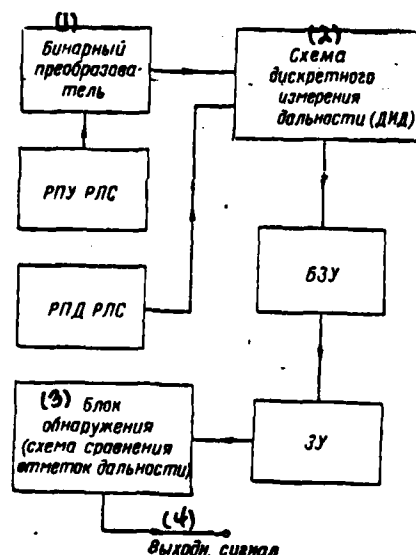 (1)
Бинарный
преобразова-
тель
(2)
Схема
дискретного
измерения
дальности (ДИД)
РПУ РЛС
РПД РЛС
БЗУ
(3) Блок
обнаружения
(схема сравнения
отметок дальности)
ЗУ
(4)
Выходн. сигнал